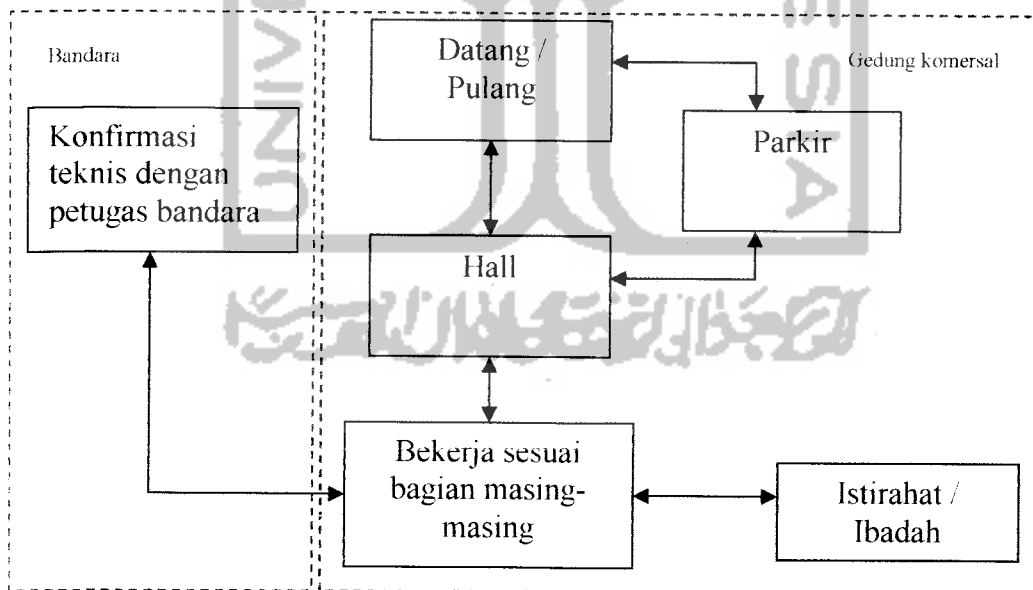 Bandara
Gedung komersal
Datang /
Pulang
Konfirmasi
teknis dengan
petugas bandara
Parkir
Hall
Bekerja sesuai
bagian masing-
masing
Istirahat /
Ibadah